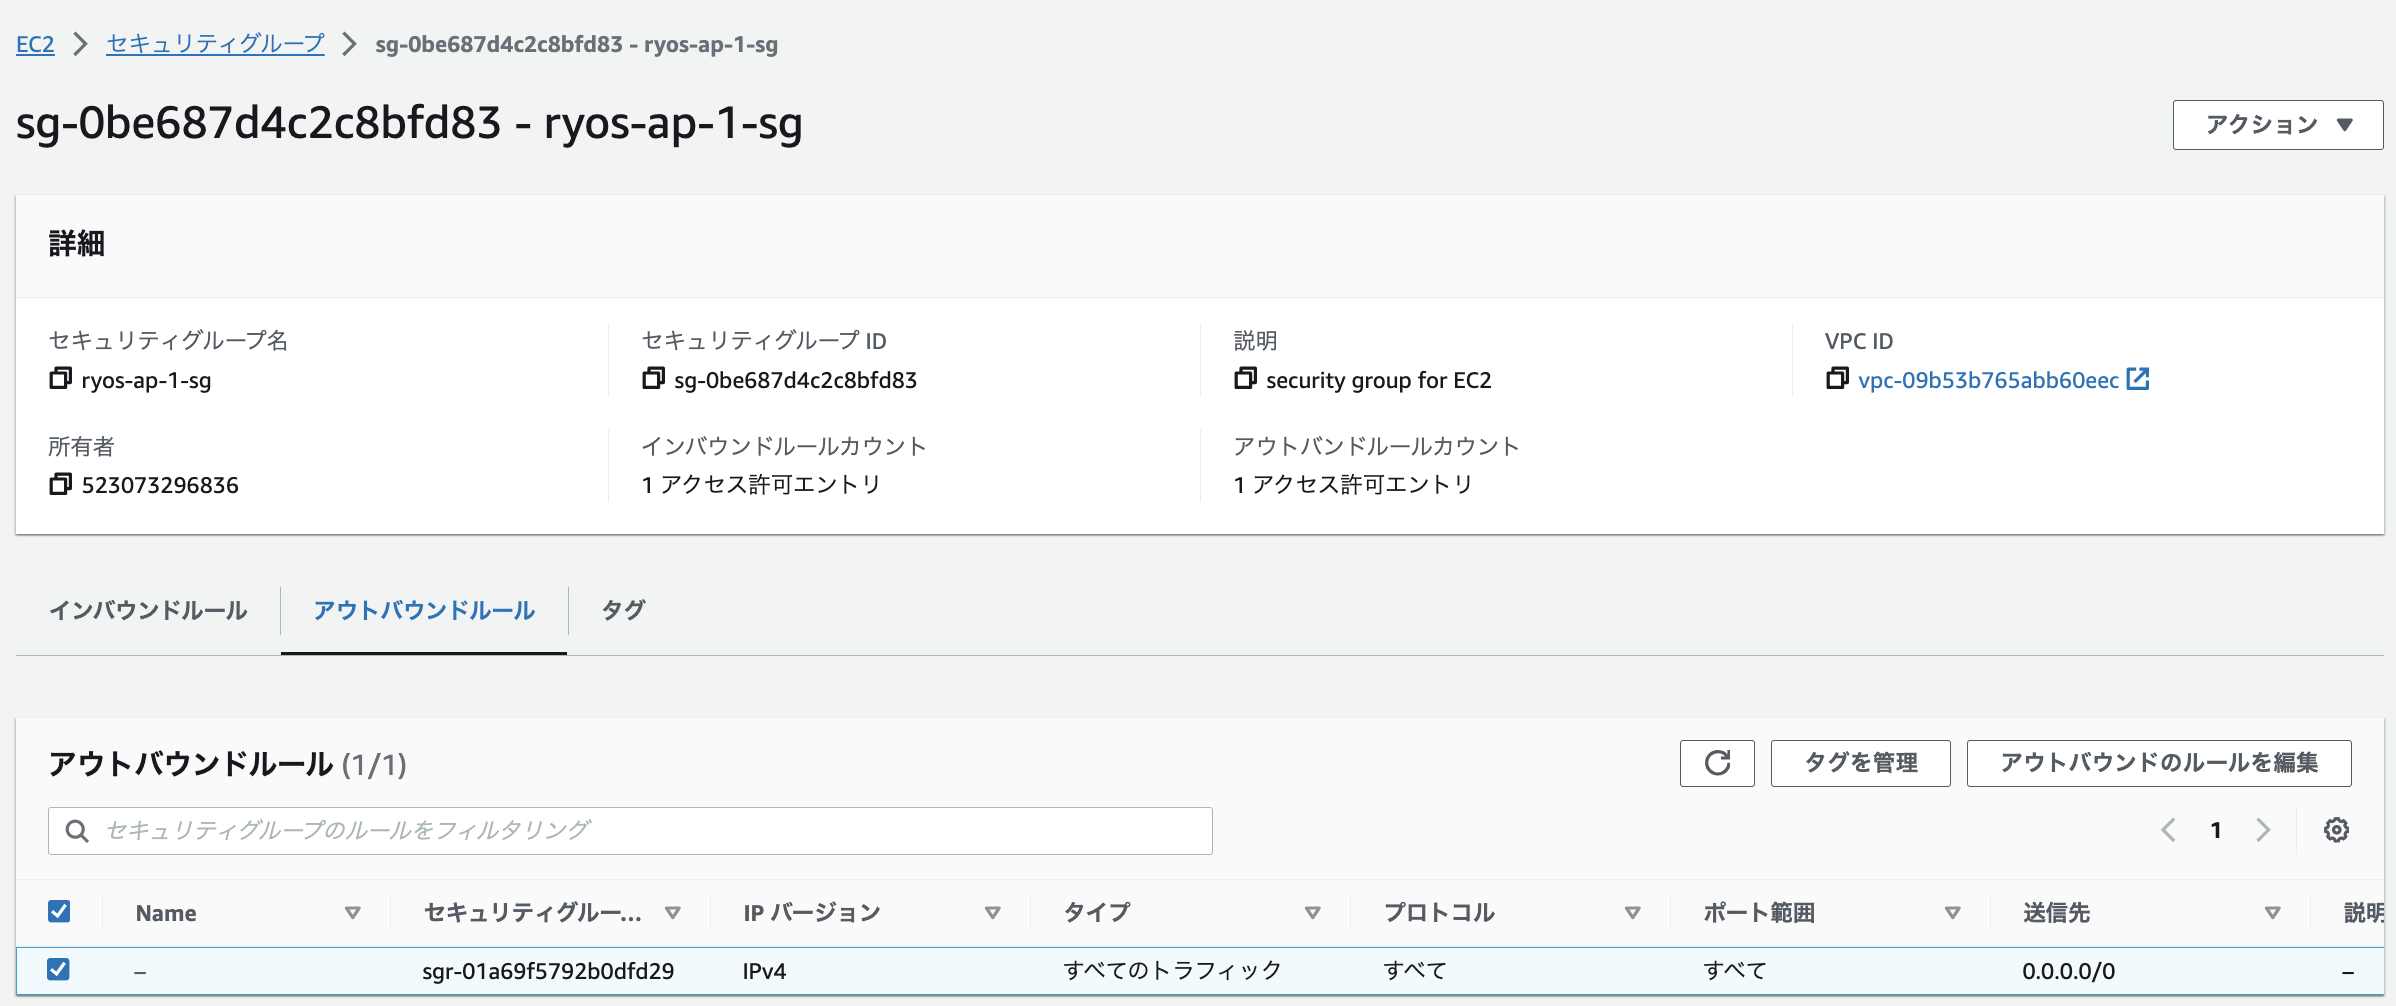 EC2 > セキュリティグループ > sg-0be687d4c2c8bfd83 - ryos-ap-1-sg
sg-0be687d4c2c8bfd83 - ryos-ap-1-sg
アクション ▼
詳細
セキュリティグループ名 セキュリティグループ ID 説明 VPC ID
ryos-ap-1-sg sg-0be687d4c2c8bfd83 security group for EC2 vpc-09b53b765abb60eec
所有者 インバウンドルールカウント アウトバンドルールカウント
523073296836 1 アクセス許可エントリ 1 アクセス許可エントリ
インバウンドルール アウトバウンドルール タグ
アウトバウンドルール (1/1) タグを管理 アウトバウンドのルールを編集
セキュリティグループのルールをフィルタリング 1
Name セキュリティグルー... IP バージョン タイプ プロトコル ポート範囲 送信先 説明
– sgr-01a69f5792b0dfd29 IPv4 すべてのトラフィック すべて すべて 0.0.0.0/0 –